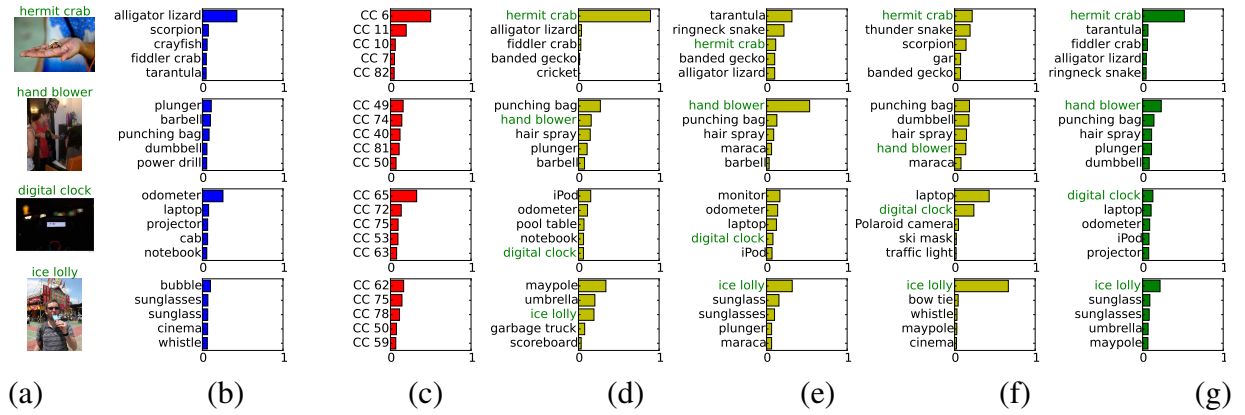 hermit crab
alligator lizard
scorpion
crayfish
fiddler crab
tarantula
0 1
CC 6
CC 11
CC 10
CC 7
CC 82
0 1
hermit crab
alligator lizard
fiddler crab
banded gecko
cricket
0 1
tarantula
ringneck snake
hermit crab
banded gecko
alligator lizard
0 1
hermit crab
thunder snake
scorpion
gar
banded gecko
0 1
hermit crab
tarantula
fiddler crab
alligator lizard
ringneck snake
0 1
hand blower
plunger
barbell
punching bag
dumbbell
power drill
0 1
CC 49
CC 74
CC 40
CC 81
CC 50
0 1
punching bag
hand blower
hair spray
plunger
barbell
0 1
hand blower
punching bag
hair spray
maraca
barbell
0 1
punching bag
dumbbell
hair spray
hand blower
maraca
0 1
hand blower
punching bag
hair spray
plunger
dumbbell
0 1
digital clock
odometer
laptop
projector
cab
notebook
0 1
CC 65
CC 72
CC 75
CC 53
CC 63
0 1
iPod
odometer
pool table
notebook
digital clock
0 1
monitor
odometer
laptop
digital clock
iPod
0 1
laptop
digital clock
Polaroid camera
ski mask
traffic light
0 1
digital clock
laptop
odometer
iPod
projector
0 1
ice lolly
bubble
sunglasses
sunglass
cinema
whistle
0 1
CC 62
CC 75
CC 78
CC 50
CC 59
0 1
maypole
umbrella
ice lolly
garbage truck
scoreboard
0 1
ice lolly
sunglass
sunglasses
plunger
maraca
0 1
ice lolly
bow tie
whistle
maypole
cinema
0 1
ice lolly
sunglass
sunglasses
umbrella
maypole
0 1
(a) (b) (c) (d) (e) (f) (g)